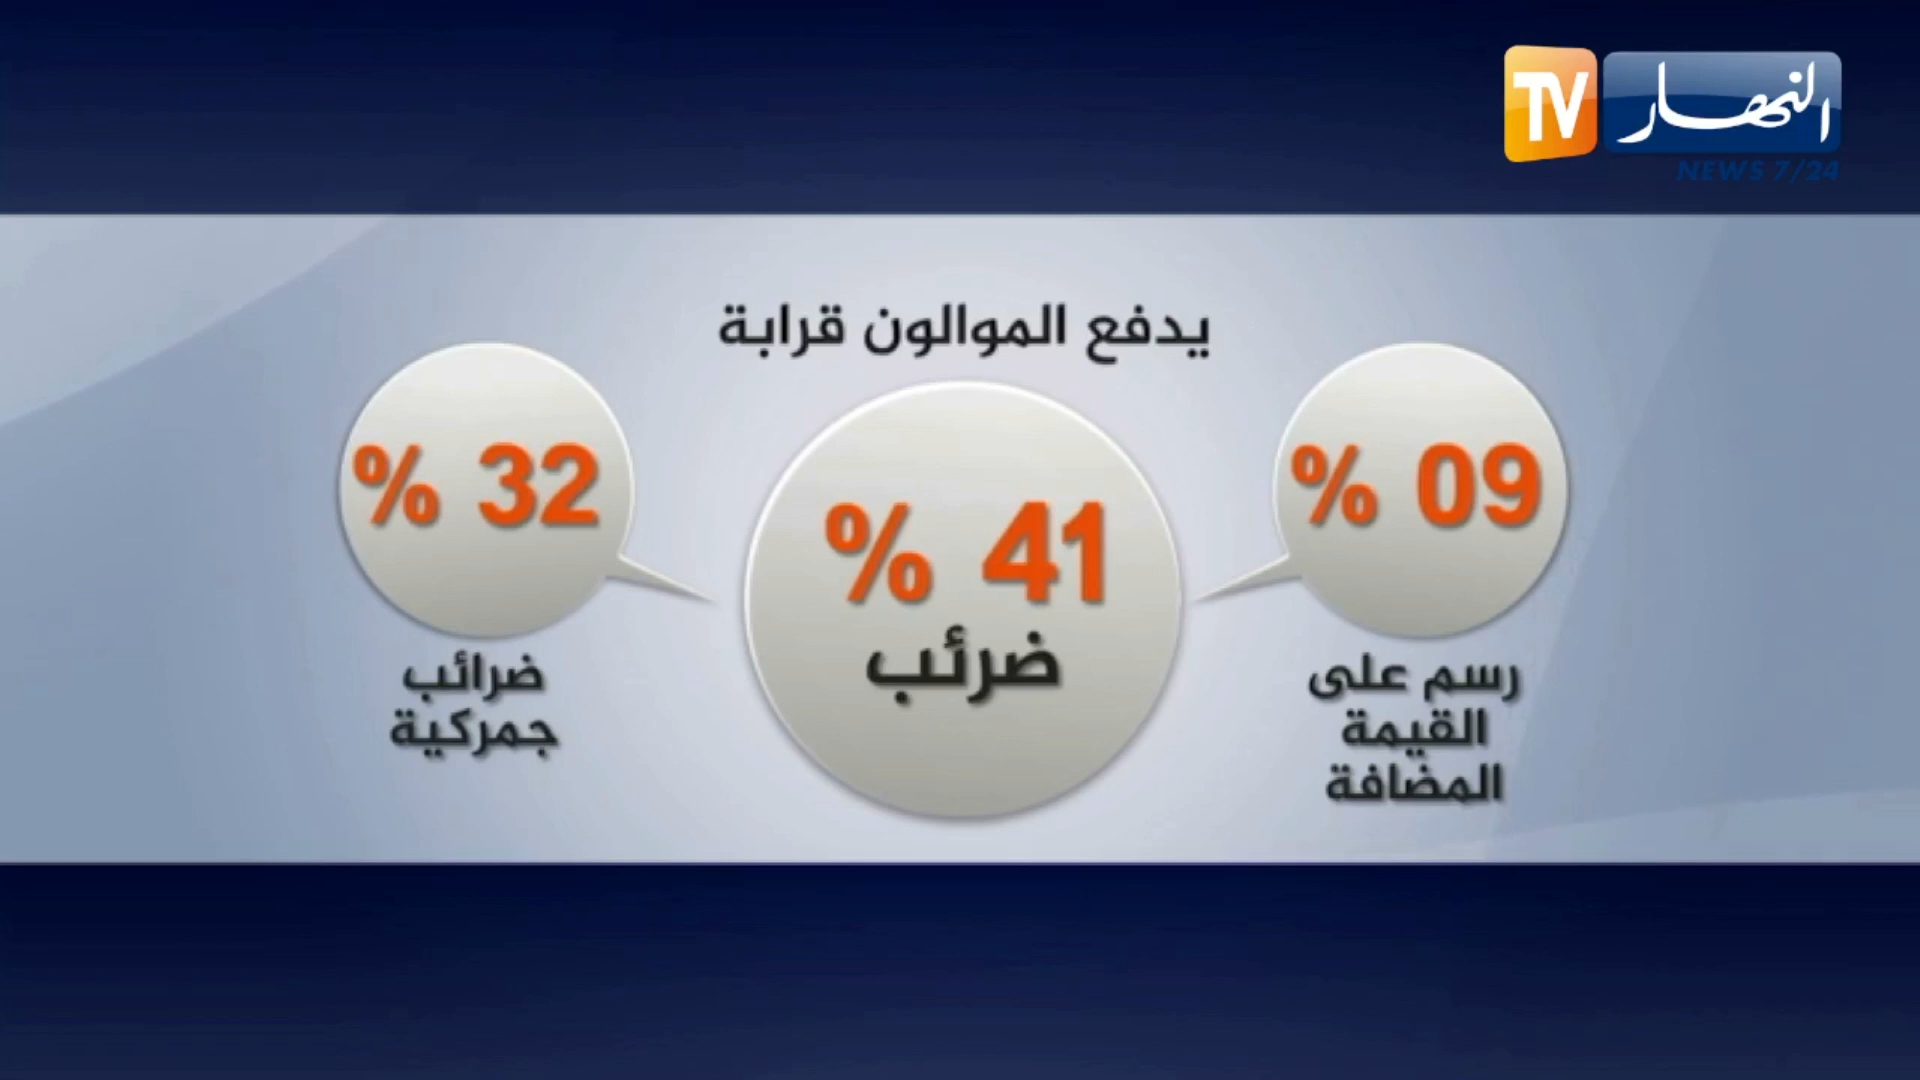 النهار TV
NEWS 7/24
يدفع الموالون قرابة
% 09
رسم على
القيمة
المضافة
% 41
ضرئب
% 32
ضرائب
جمركية